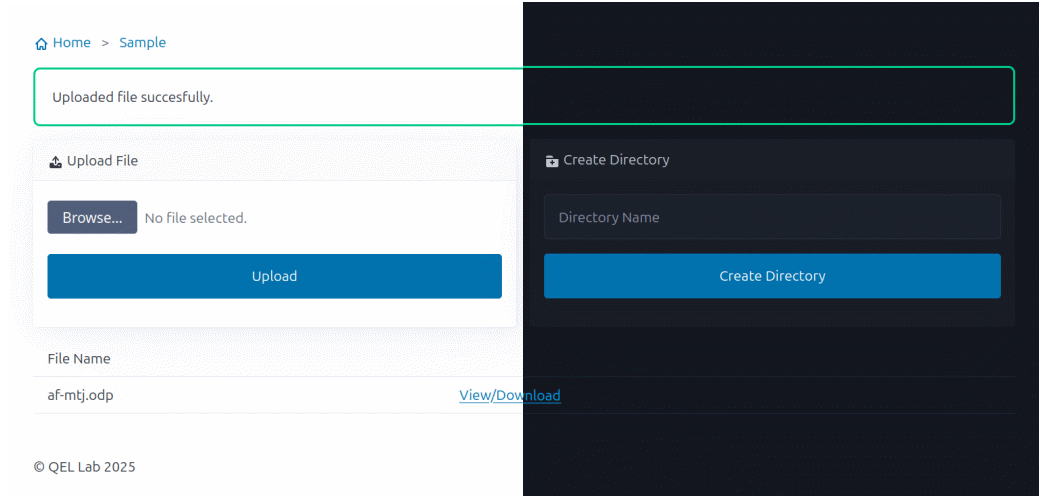 Home > Sample
Uploaded file succesfully.
Upload File
Browse... No file selected.
Upload
Create Directory
Directory Name
Create Directory
File Name
af-mtj.odp View/Download
© QEL Lab 2025